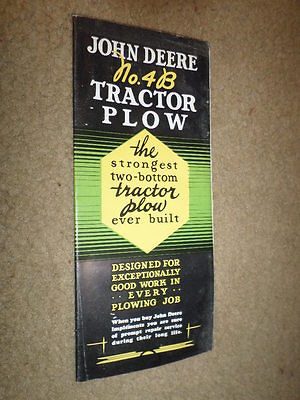 JOHN DEERE
No. 4B
TRACTOR
PLOW
the
strongest
two-bottom
tractor
plow
ever built
DESIGNED FOR
EXCEPTIONALLY
GOOD WORK IN
·· EVERY ··
PLOWING JOB
When you buy John Deere
Implements you are sure
of prompt repair service
during their long life.